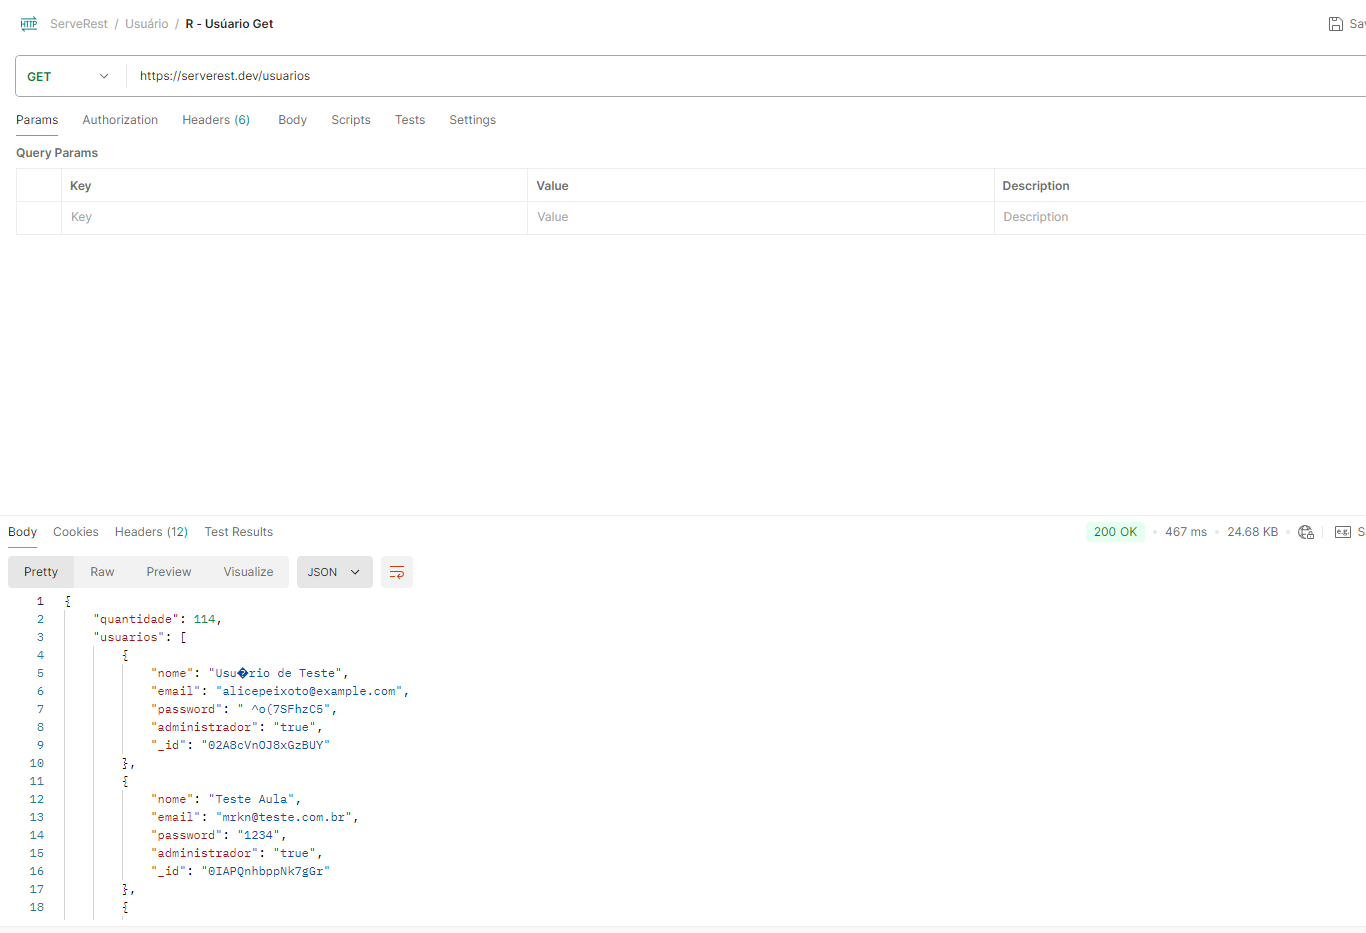 HTTP ServeRest / Usuário / R - Usúario Get
GET https://serverest.dev/usuarios
Params Authorization Headers (6) Body Scripts Tests Settings
Query Params
Key Value Description
Key Value Description
Body Cookies Headers (12) Test Results 200 OK • 467 ms • 24.68 KB • e.g.
Pretty Raw Preview Visualize JSON
1 {
2 "quantidade": 114,
3 "usuarios": [
4 {
5 "nome": "Usu�rio de Teste",
6 "email": "alicepeixoto@example.com",
7 "password": " ^o(7SFhzC5",
8 "administrador": "true",
9 "_id": "02A8cVnOJ8xGzBUY"
10 },
11 {
12 "nome": "Teste Aula",
13 "email": "mrkn@teste.com.br",
14 "password": "1234",
15 "administrador": "true",
16 "_id": "0IAPQnhbppNk7gGr"
17 },
18 {